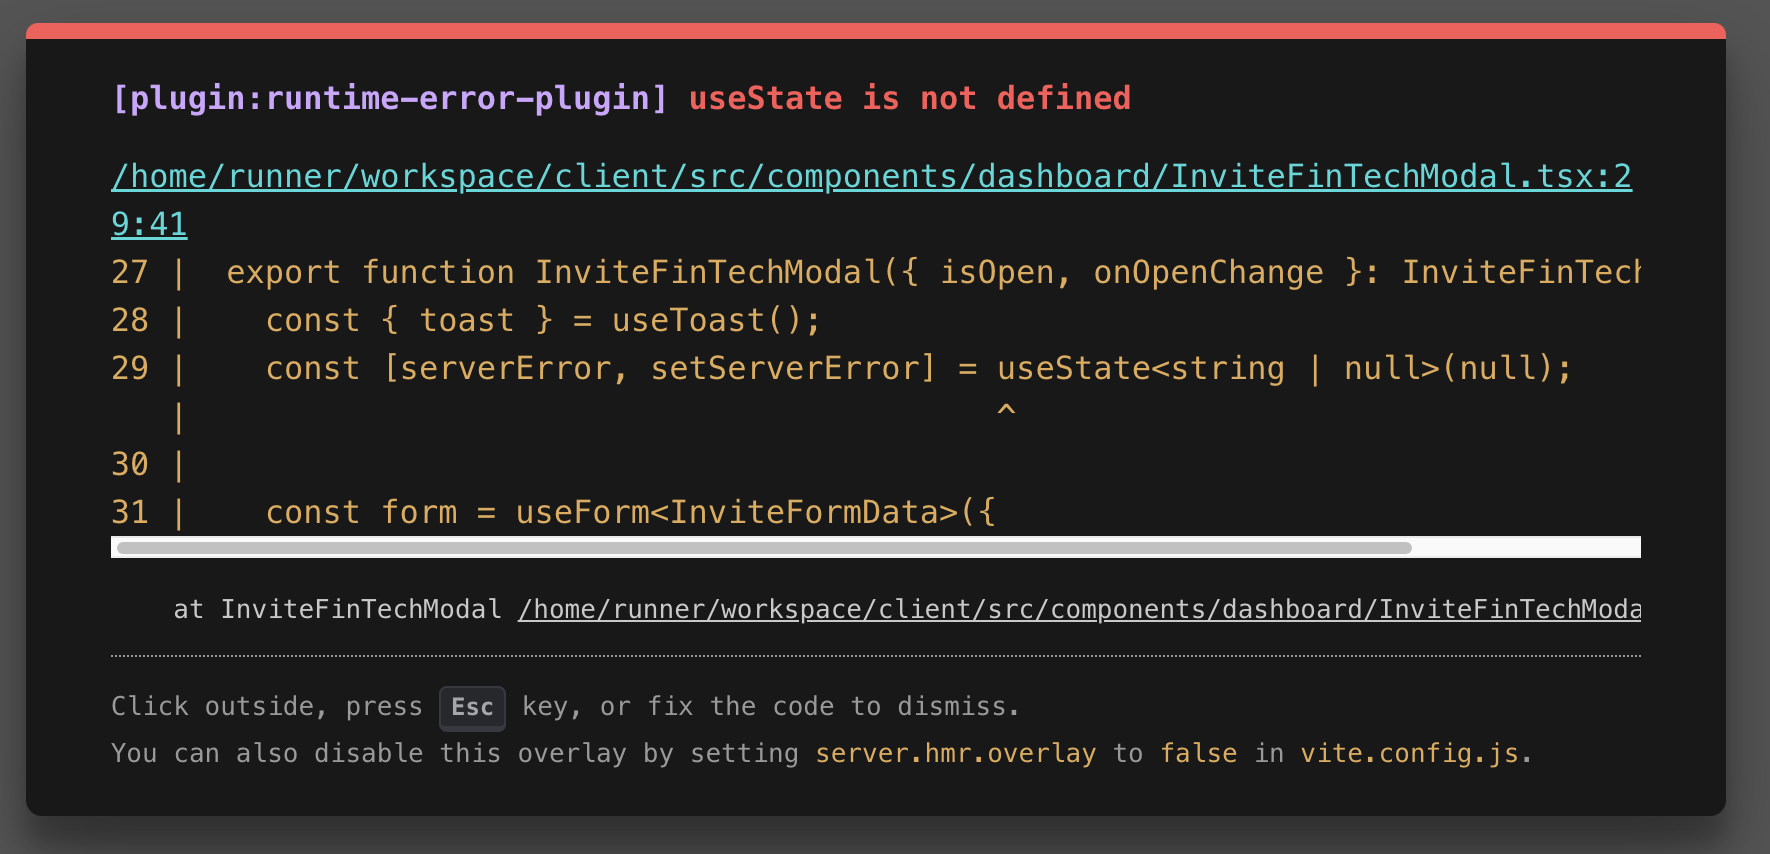 [plugin:runtime-error-plugin] useState is not defined
/home/runner/workspace/client/src/components/dashboard/InviteFinTechModal.tsx:2
9:41
27 |  export function InviteFinTechModal({ isOpen, onOpenChange }: InviteFinTech
28 |    const { toast } = useToast();
29 |    const [serverError, setServerError] = useState<string | null>(null);
   |                                          ^
30 |
31 |    const form = useForm<InviteFormData>({
at InviteFinTechModal /home/runner/workspace/client/src/components/dashboard/InviteFinTechModa
Click outside, press Esc key, or fix the code to dismiss.
You can also disable this overlay by setting server.hmr.overlay to false in vite.config.js.